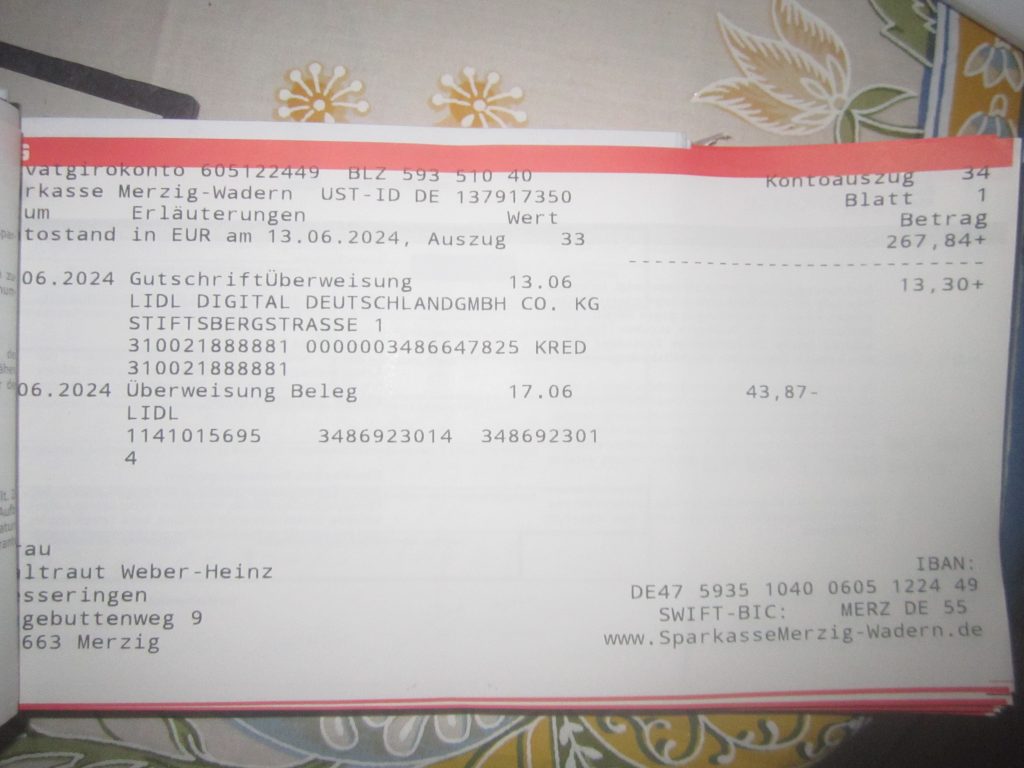 vatgirokonto 605122449 BLZ 593 510 40 Kontoauszug 34
rkasse Merzig-Wadern UST-ID DE 137917350 Blatt 1
um Erläuterungen Wert Betrag
tostand in EUR am 13.06.2024, Auszug 33 267,84+
06.2024 GutschriftÜberweisung 13.06 13,30+
LIDL DIGITAL DEUTSCHLANDGMBH CO. KG
STIFTSBERGSTRASSE 1
310021888881 0000003486647825 KRED
310021888881
06.2024 Überweisung Beleg 17.06 43,87-
LIDL
1141015695 3486923014 348692301
4
rau
ltraut Weber-Heinz
sseringen
gebuttenweg 9
663 Merzig
IBAN:
DE47 5935 1040 0605 1224 49
SWIFT-BIC: MERZ DE 55
www.SparkasseMerzig-Wadern.de